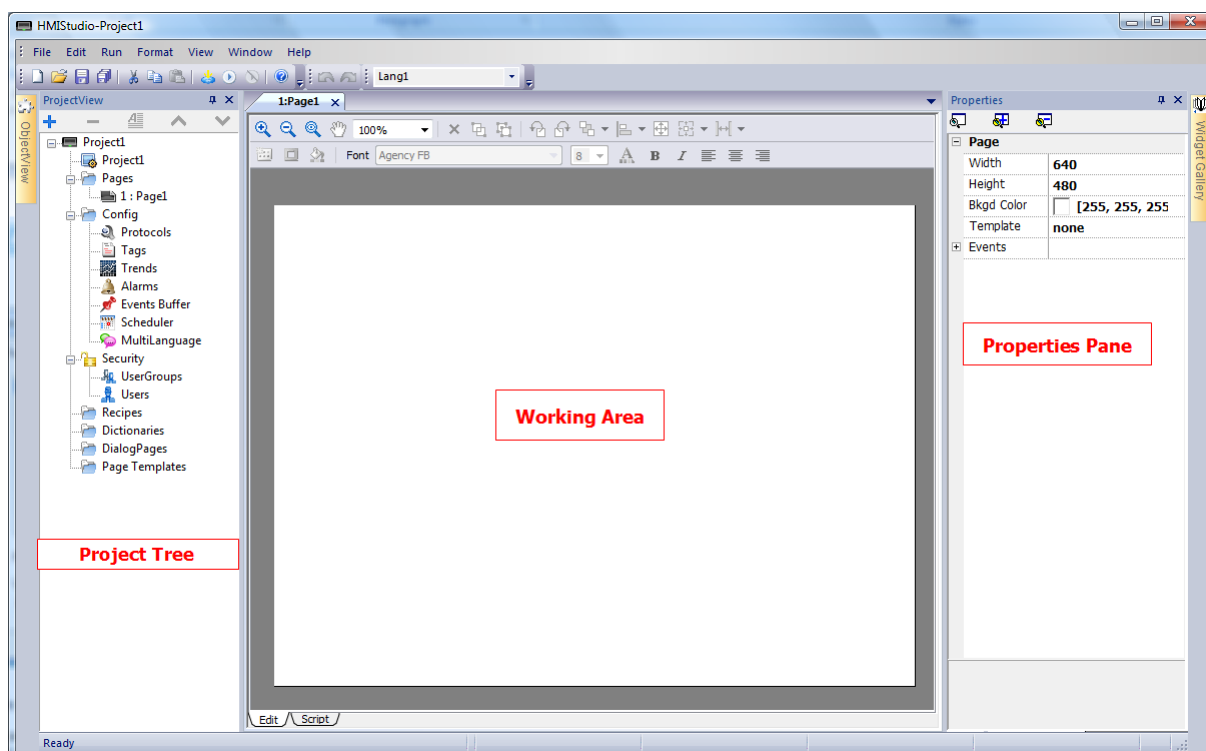 HMIStudio-Project1
File Edit Run Format View Window Help
Lang1
ObjectView
ProjectView
Project1
Project1
Pages
1 : Page1
Config
Protocols
Tags
Trends
Alarms
Events Buffer
Scheduler
MultiLanguage
Security
UserGroups
Users
Recipes
Dictionaries
DialogPages
Page Templates
Project Tree
1:Page1
100%
Font Agency FB 8 A B I
Working Area
Edit Script
Properties
Page
Width 640
Height 480
Bkgd Color [255, 255, 255
Template none
Events
Properties Pane
Widget Gallery
Ready